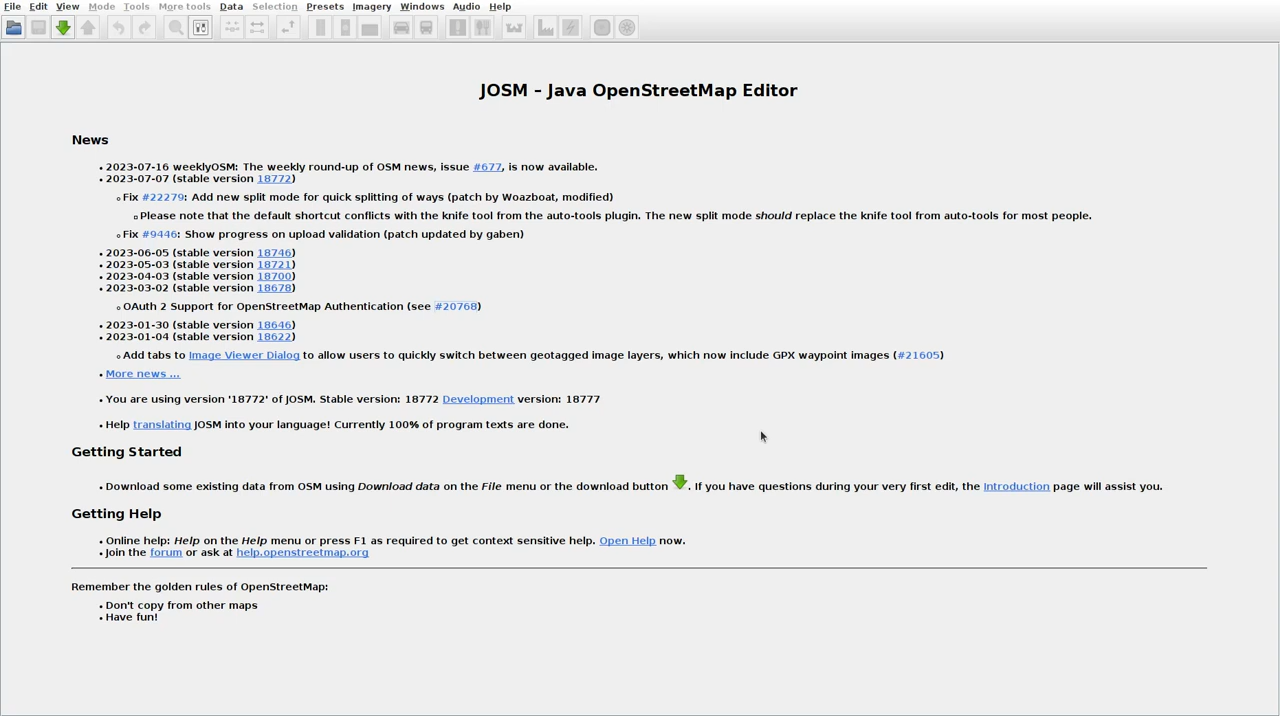 File Edit View Mode Tools More tools Data Selection Presets Imagery Windows Audio Help
JOSM – Java OpenStreetMap Editor
News
2023-07-16 weeklyOSM: The weekly round-up of OSM news, issue #677, is now available.
2023-07-07 (stable version 18772)
Fix #22279: Add new split mode for quick splitting of ways (patch by Woazboat, modified)
Please note that the default shortcut conflicts with the knife tool from the auto-tools plugin. The new split mode should replace the knife tool from auto-tools for most people.
Fix #9446: Show progress on upload validation (patch updated by gaben)
2023-06-05 (stable version 18746)
2023-05-03 (stable version 18721)
2023-04-03 (stable version 18700)
2023-03-02 (stable version 18678)
OAuth 2 Support for OpenStreetMap Authentication (see #20768)
2023-01-30 (stable version 18646)
2023-01-04 (stable version 18622)
Add tabs to Image Viewer Dialog to allow users to quickly switch between geotagged image layers, which now include GPX waypoint images (#21605)
More news ...
You are using version '18772' of JOSM. Stable version: 18772 Development version: 18777
Help translating JOSM into your language! Currently 100% of program texts are done.
Getting Started
Download some existing data from OSM using Download data on the File menu or the download button . If you have questions during your very first edit, the Introduction page will assist you.
Getting Help
Online help: Help on the Help menu or press F1 as required to get context sensitive help. Open Help now.
Join the forum or ask at help.openstreetmap.org
Remember the golden rules of OpenStreetMap:
Don't copy from other maps
Have fun!